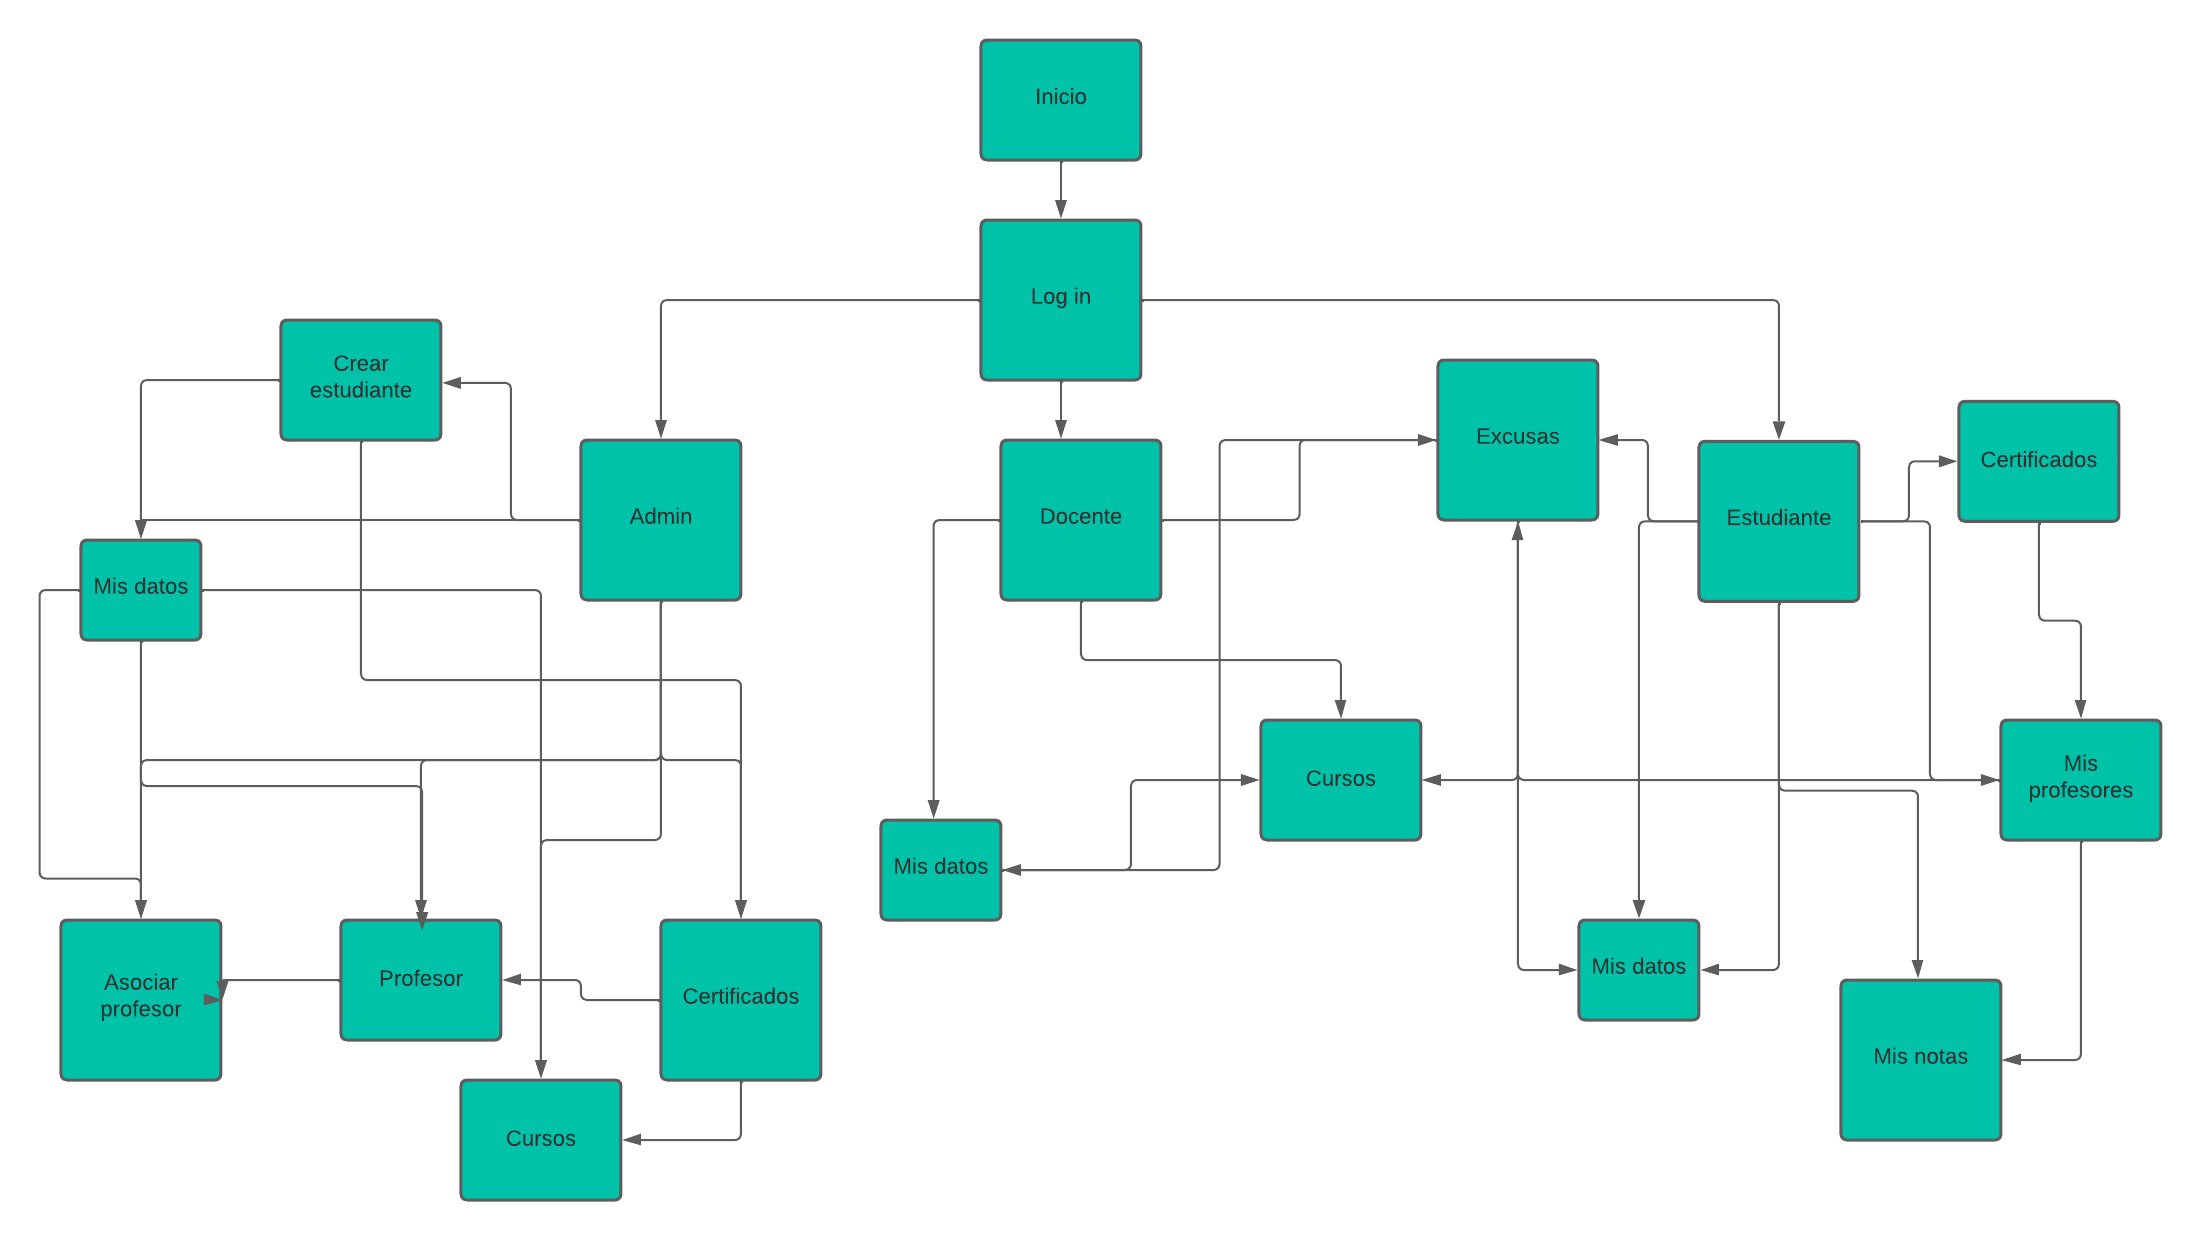 Inicio
Log in
Crear
estudiante
Admin
Docente
Excusas
Estudiante
Certificados
Mis datos
Cursos
Mis
profesores
Mis datos
Asociar
profesor
Profesor
Certificados
Mis datos
Mis notas
Cursos